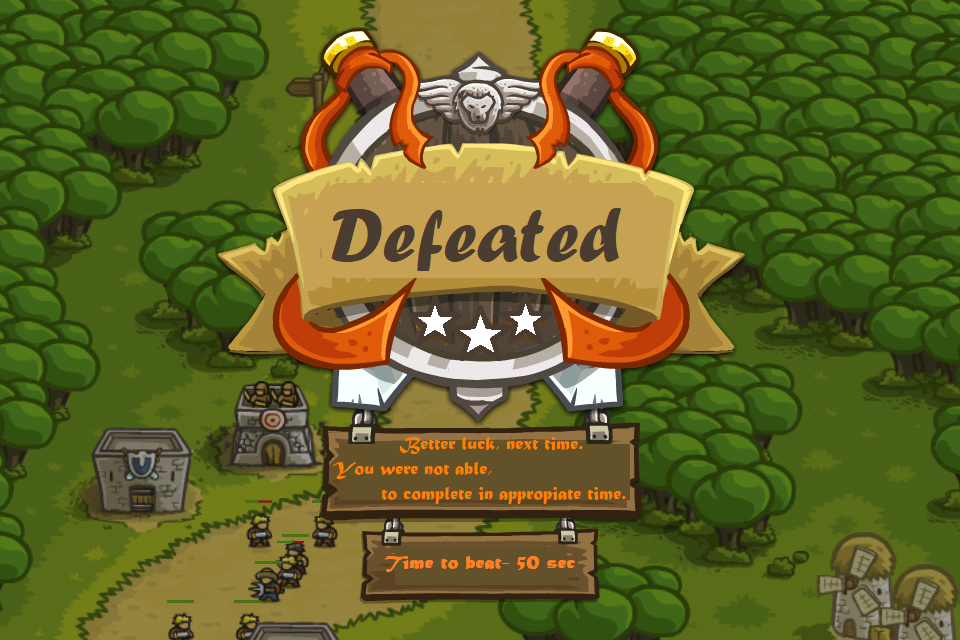 Defeated
Better luck, next time.
You were not able,
to complete in appropiate time.
Time to beat- 50 sec